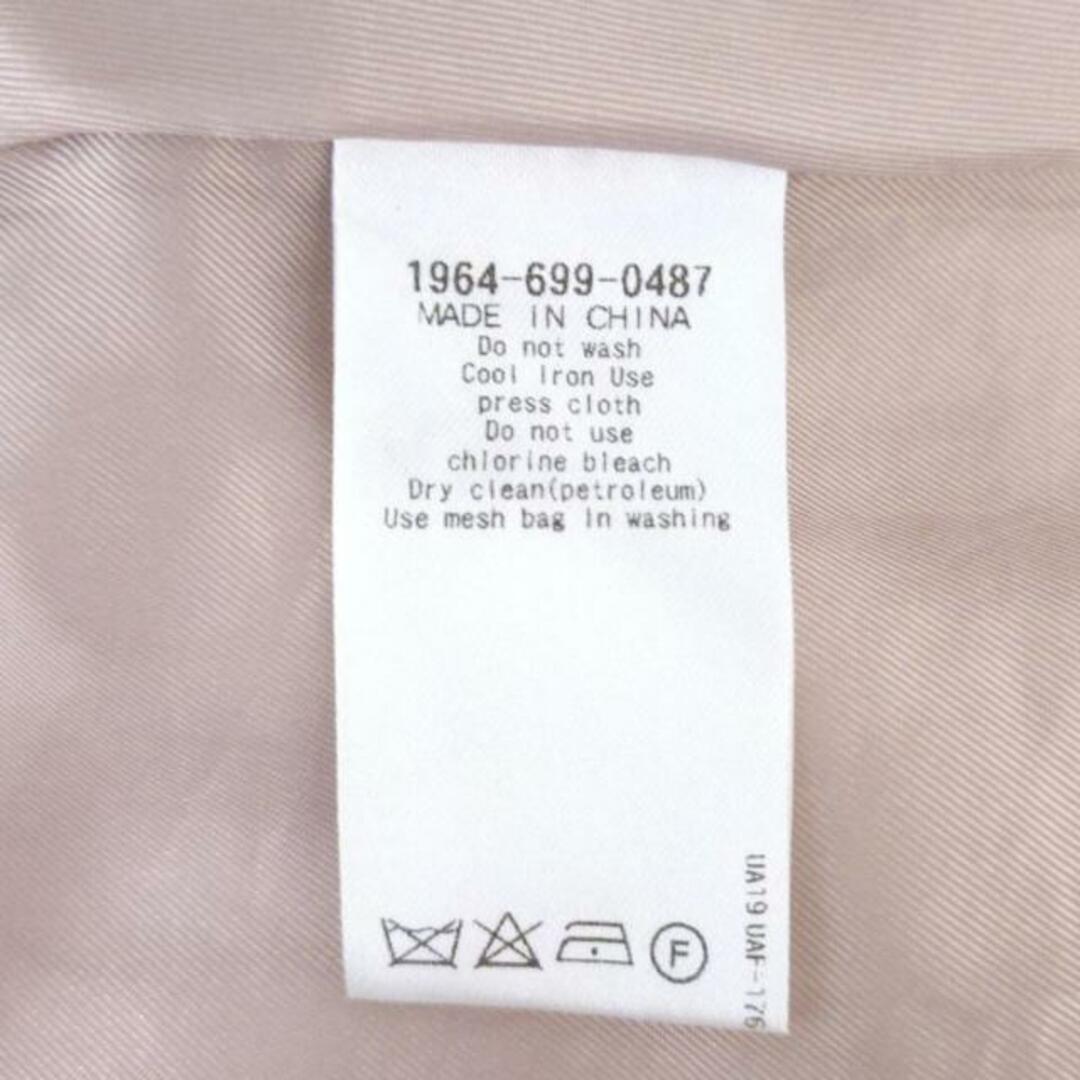 1964-699-0487
MADE IN CHINA
Do not wash
Cool Iron Use
press cloth
Do not use
chlorine bleach
Dry clean(petroleum)
Use mesh bag In washing
F
UA19 UAF-176